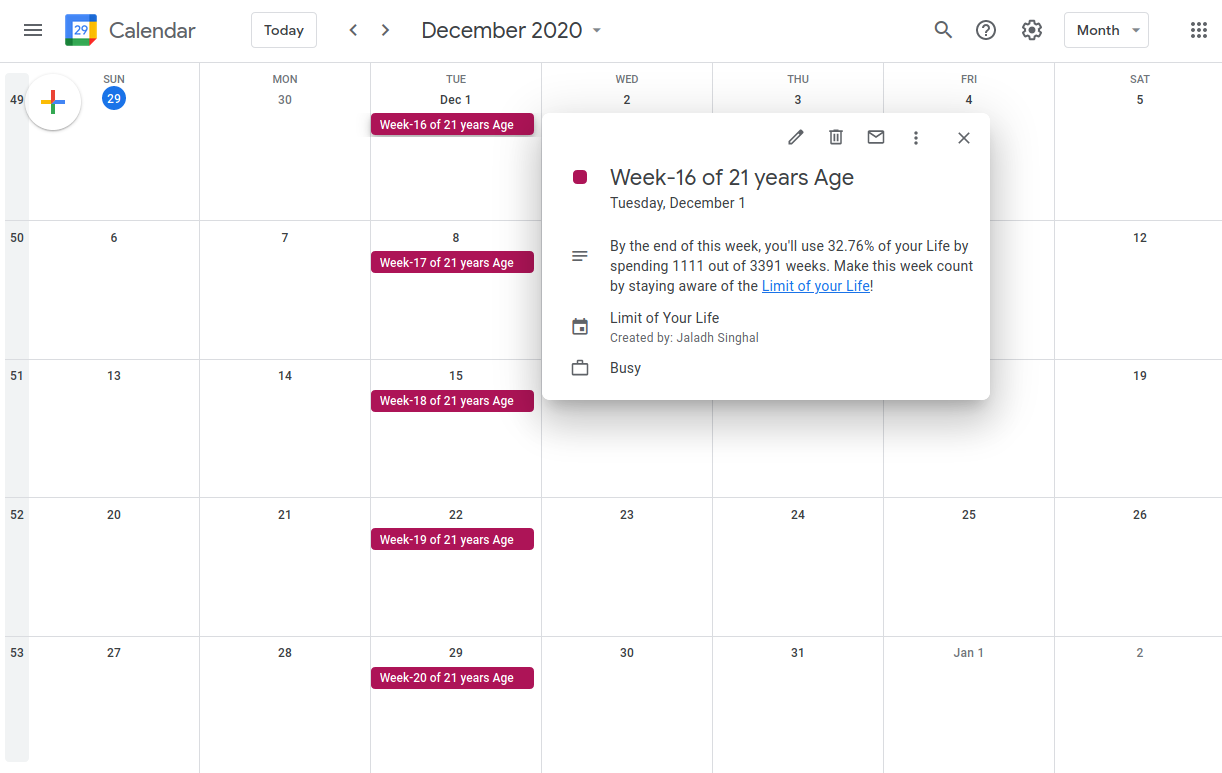 29 Calendar Today December 2020 Month
SUN MON TUE WED THU FRI SAT
49 29 30 Dec 1 2 3 4 5
Week-16 of 21 years Age
Week-16 of 21 years Age
Tuesday, December 1
By the end of this week, you'll use 32.76% of your Life by
spending 1111 out of 3391 weeks. Make this week count
by staying aware of the Limit of your Life!
Limit of Your Life
Created by: Jaladh Singhal
Busy
50 6 7 8 12
Week-17 of 21 years Age
51 13 14 15 19
Week-18 of 21 years Age
52 20 21 22 23 24 25 26
Week-19 of 21 years Age
53 27 28 29 30 31 Jan 1 2
Week-20 of 21 years Age